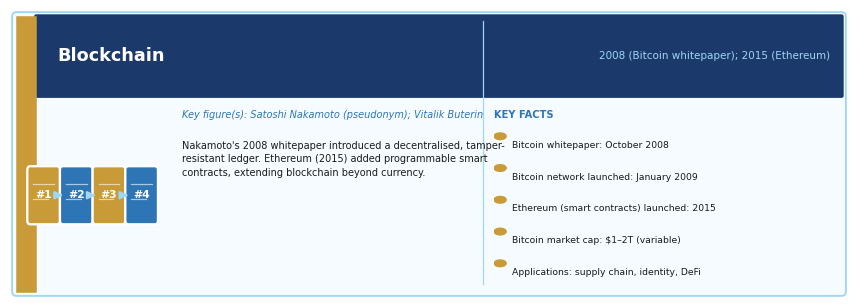 Blockchain
2008 (Bitcoin whitepaper); 2015 (Ethereum)
Key figure(s): Satoshi Nakamoto (pseudonym); Vitalik Buterin
Nakamoto's 2008 whitepaper introduced a decentralised, tamper-
resistant ledger. Ethereum (2015) added programmable smart
contracts, extending blockchain beyond currency.
#1 #2 #3 #4
KEY FACTS
Bitcoin whitepaper: October 2008
Bitcoin network launched: January 2009
Ethereum (smart contracts) launched: 2015
Bitcoin market cap: $1–2T (variable)
Applications: supply chain, identity, DeFi